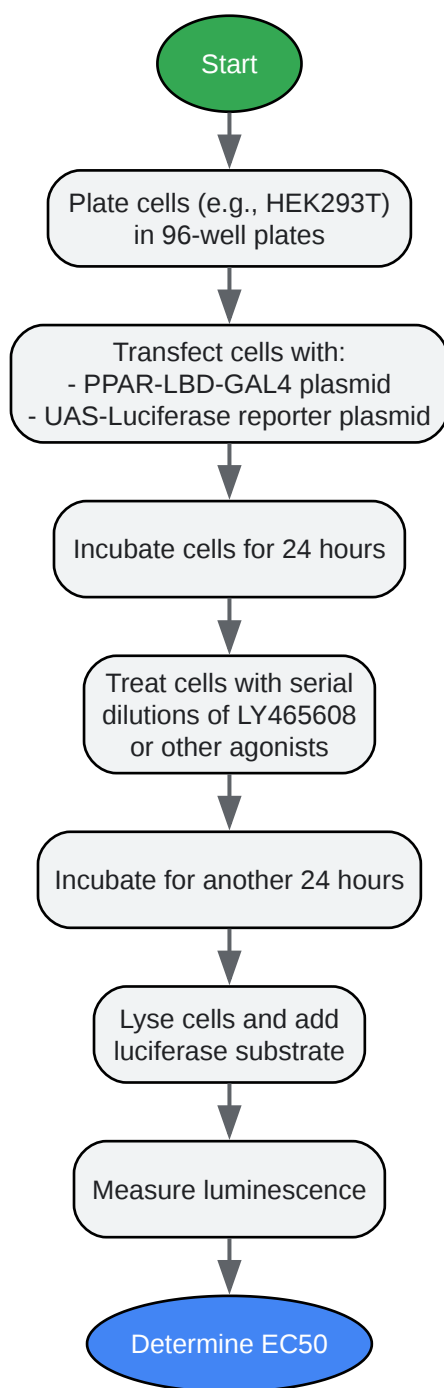 Start
Plate cells (e.g., HEK293T)
in 96-well plates
Transfect cells with:
- PPAR-LBD-GAL4 plasmid
- UAS-Luciferase reporter plasmid
Incubate cells for 24 hours
Treat cells with serial
dilutions of LY465608
or other agonists
Incubate for another 24 hours
Lyse cells and add
luciferase substrate
Measure luminescence
Determine EC50